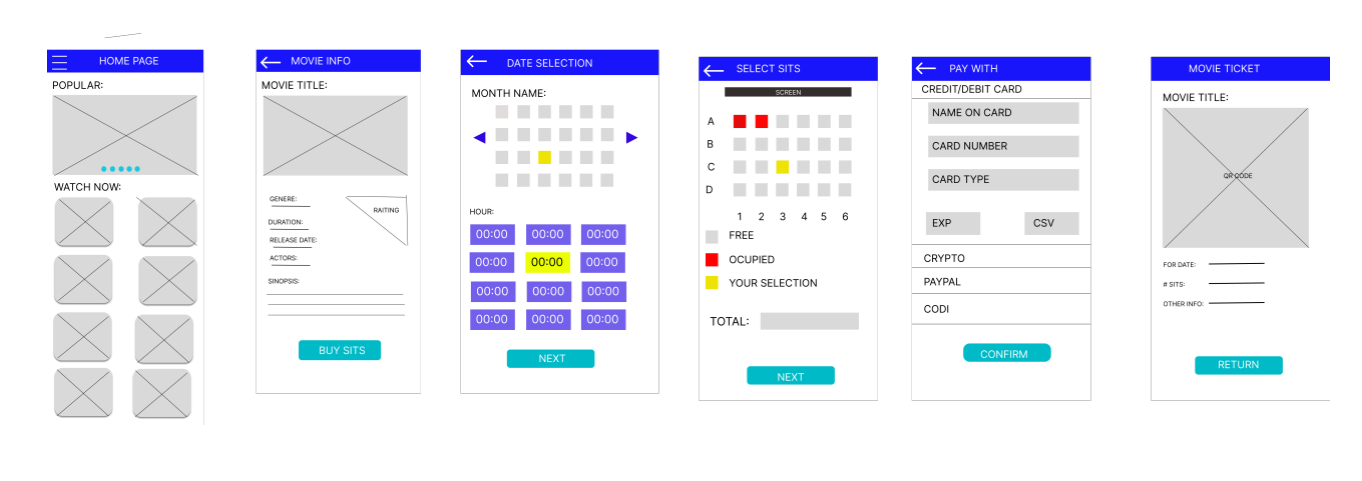 HOME PAGE
POPULAR:
WATCH NOW:
MOVIE INFO
MOVIE TITLE:
GENERE:
RAITING
DURATION:
RELEASE DATE:
ACTORS:
SINOPSIS:
BUY SITS
DATE SELECTION
MONTH NAME:
HOUR:
00:00 00:00 00:00
00:00 00:00 00:00
00:00 00:00 00:00
00:00 00:00 00:00
NEXT
SELECT SITS
SCREEN
A
B
C
D
1 2 3 4 5 6
FREE
OCUPIED
YOUR SELECTION
TOTAL:
NEXT
PAY WITH
CREDIT/DEBIT CARD
NAME ON CARD
CARD NUMBER
CARD TYPE
EXP CSV
CRYPTO
PAYPAL
CODI
CONFIRM
MOVIE TICKET
MOVIE TITLE:
QR CODE
FOR DATE:
# SITS:
OTHER INFO:
RETURN